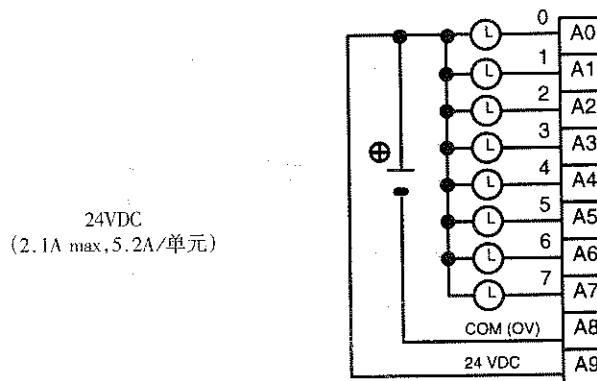 24VDC
(2.1A max,5.2A/单元)
0 L A0
1 L A1
2 L A2
3 L A3
4 L A4
5 L A5
6 L A6
7 L A7
COM (OV) A8
24 VDC A9